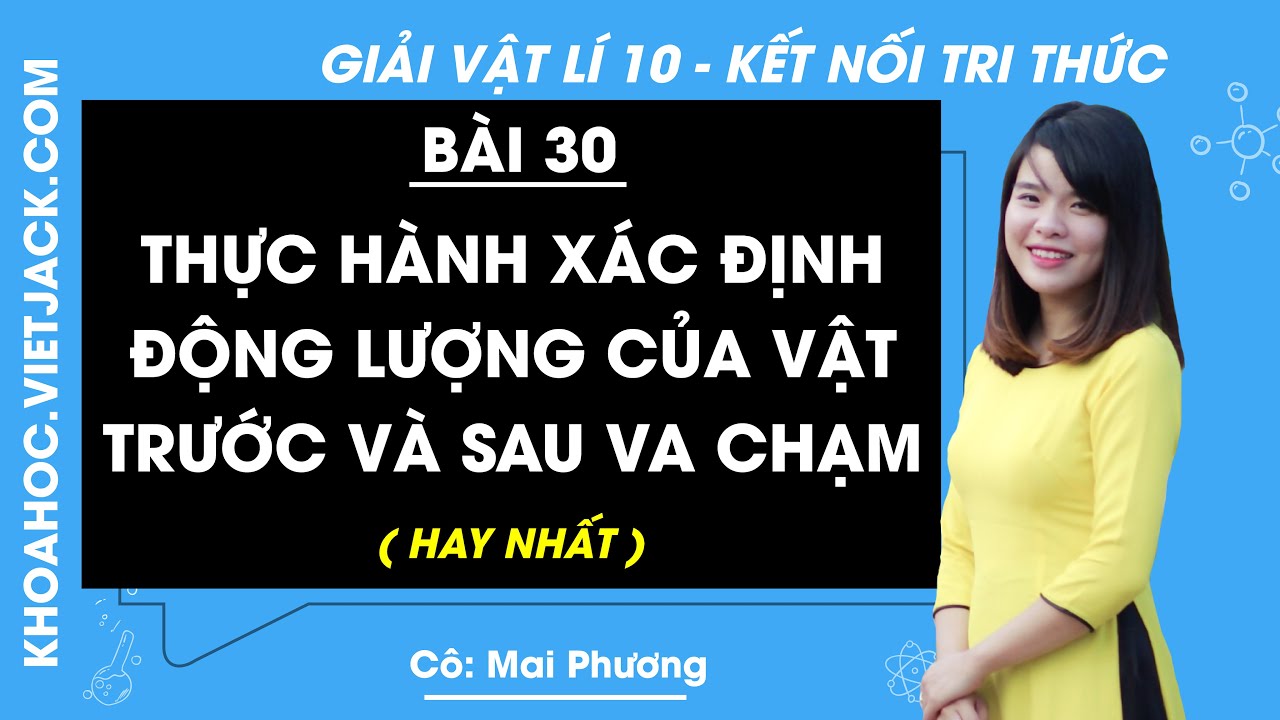 GIẢI VẬT LÍ 10 - KẾT NỐI TRI THỨC
KHOAHOC.VIETJACK.COM
BÀI 30
THỰC HÀNH XÁC ĐỊNH
ĐỘNG LƯỢNG CỦA VẬT
TRƯỚC VÀ SAU VA CHẠM
( HAY NHẤT )
Cô: Mai Phương